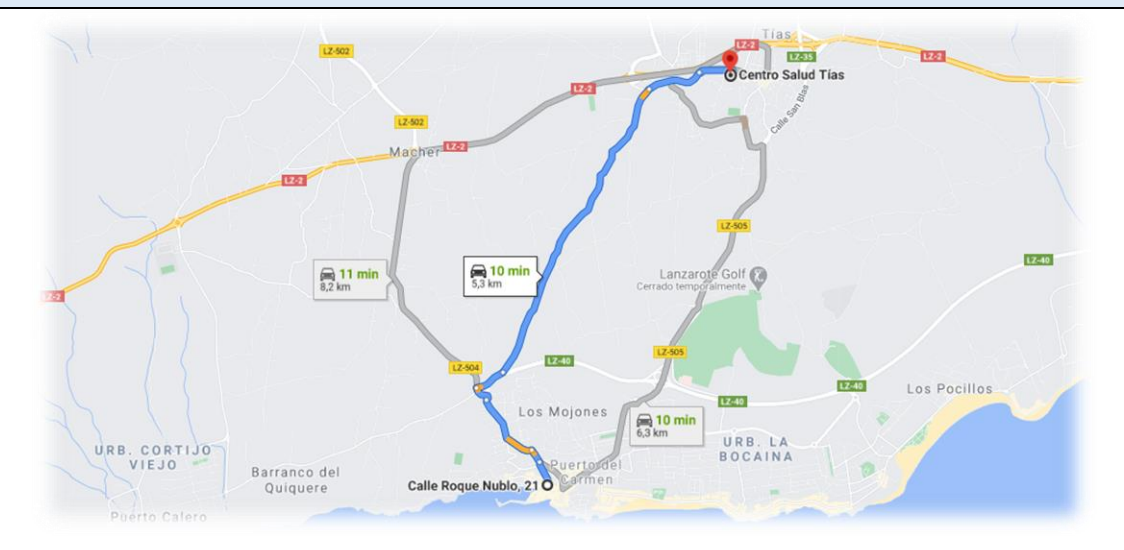 Tías
LZ-2
LZ-502
LZ-35
LZ-2
Centro Salud Tías
LZ-2
Calle San Blas
LZ-502
Macher
LZ-2
LZ-2
LZ-505
11 min
8,2 km
10 min
5,3 km
Lanzarote Golf
Cerrado temporalmente
LZ-40
LZ-2
LZ-505
LZ-40
LZ-504
LZ-40
Los Pocillos
LZ-40
Los Mojones
10 min
6,3 km
URB. LA
BOCAINA
URB. CORTIJO
VIEJO
Barranco del
Quiquere
Puerto del
Carmen
Calle Roque Nublo, 21
Puerto Calero